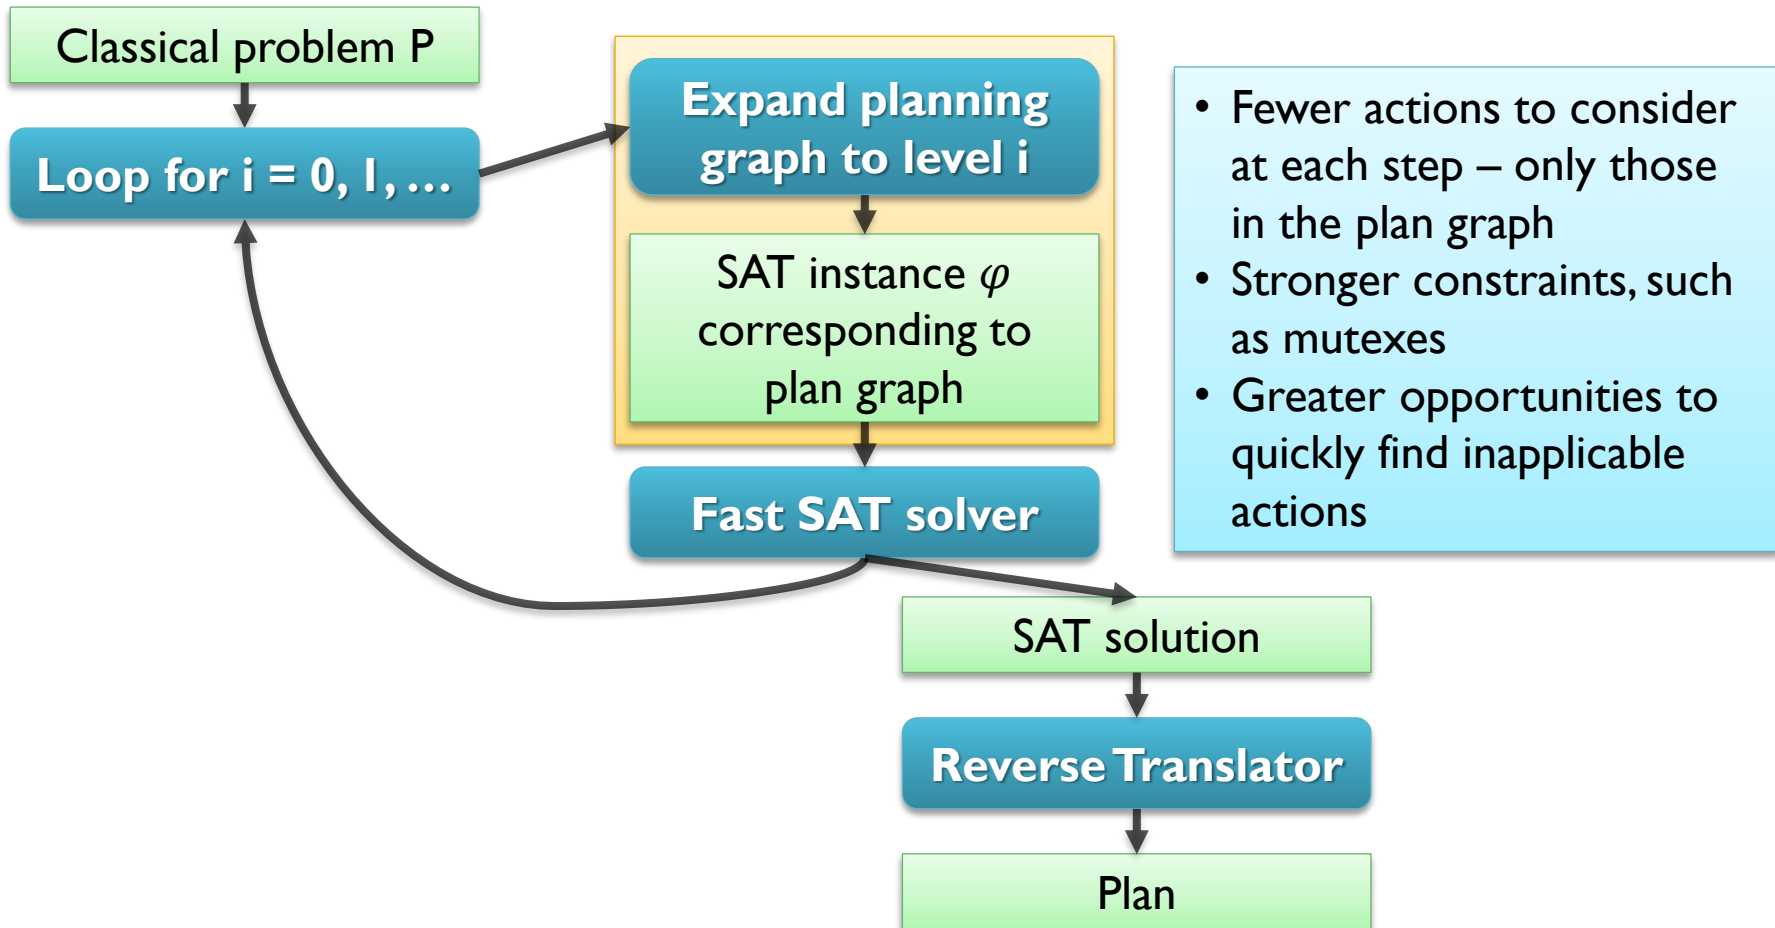 Classical problem P
Loop for i = 0, 1, …
Expand planning
graph to level i
SAT instance φ
corresponding to
plan graph
Fast SAT solver
SAT solution
Reverse Translator
Plan
• Fewer actions to consider
at each step – only those
in the plan graph
• Stronger constraints, such
as mutexes
• Greater opportunities to
quickly find inapplicable
actions